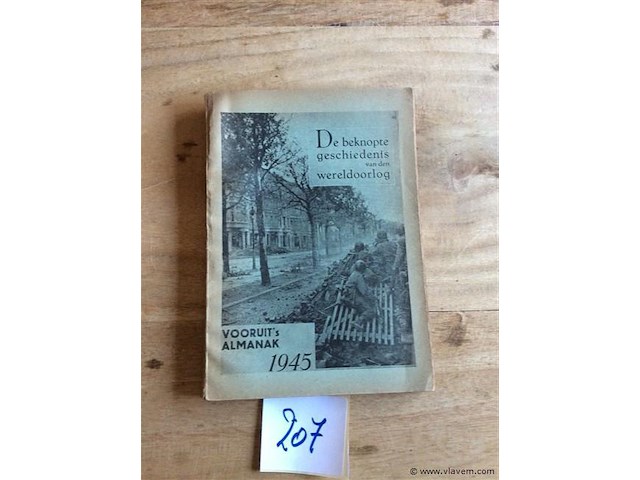 De beknopte
geschiedenis
van den
wereldoorlog
VOORUIT's
ALMANAK
1945
207
© www.vlavem.com